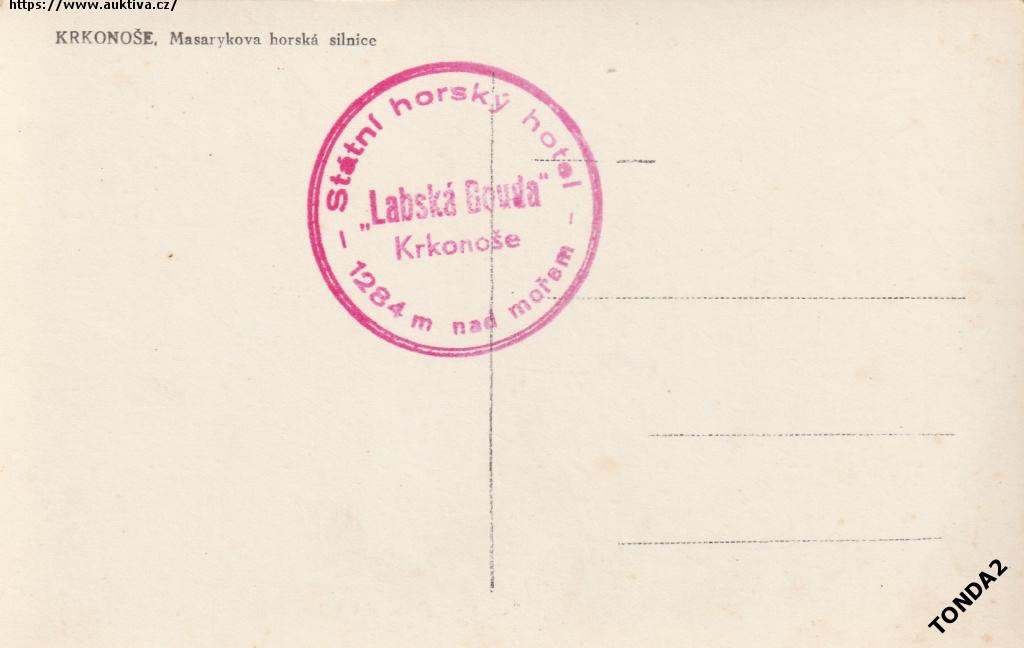 https://www.auktiva.cz/
KRKONOŠE, Masarykova horská silnice
– Státní horský hotel –
„Labská Bouda"
Krkonoše
1284 m nad mořem
TONDA2